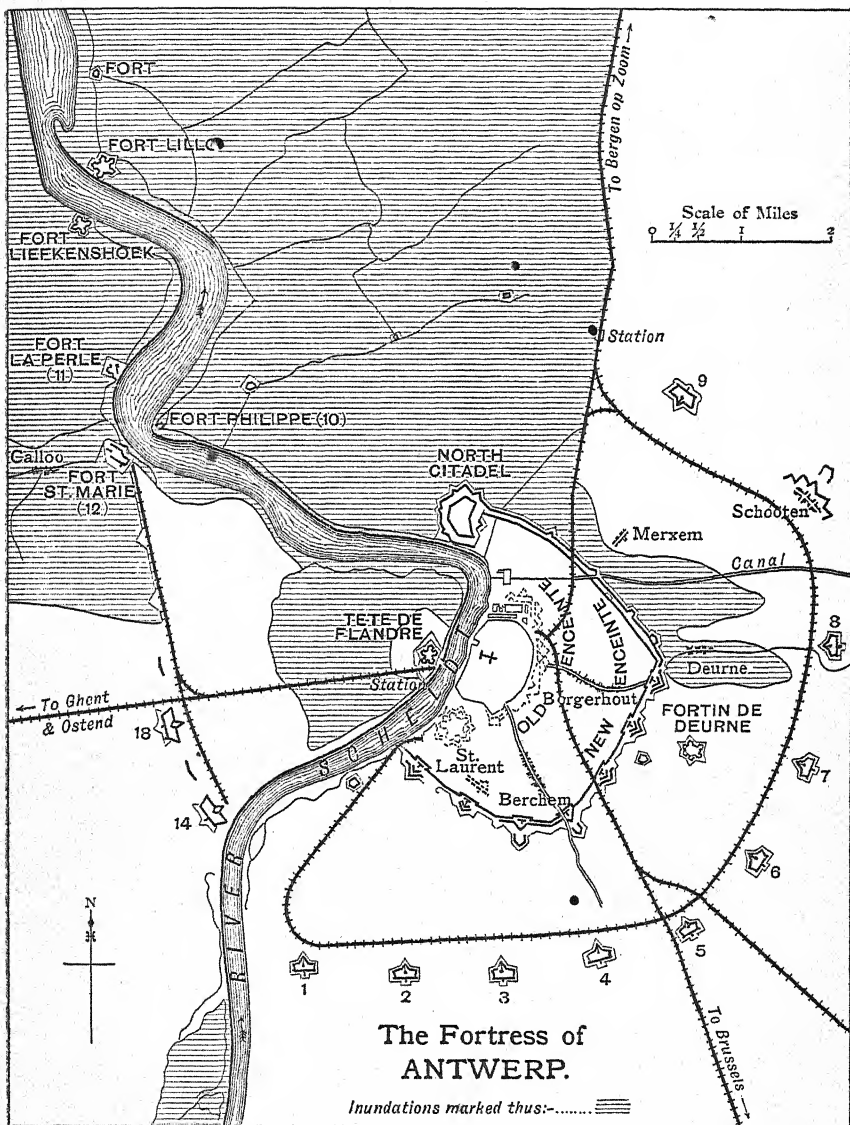 FORT
To Bergen op Zoom
FORT LILLO
Scale of Miles
0 1/4 1/2 1 2
FORT
LIEFKENSHOEK
Station
FORT
LA PERLE
(11)
9
FORT PHILIPPE (10)
Calloo
FORT
ST. MARIE
(12)
NORTH
CITADEL
Schooten
Merxem
Canal
TETE DE
FLANDRE
OLD ENCEINTE
NEW ENCEINTE
8
Deurne
Station
Borgerhout
← To Ghent
& Ostend
18
FORTIN DE
DEURNE
St.
Laurent
Berchem
7
14
6
RIVER SCHELDT
N
5
1
2
3
4
To Brussels
The Fortress of
ANTWERP.
Inundations marked thus:-........